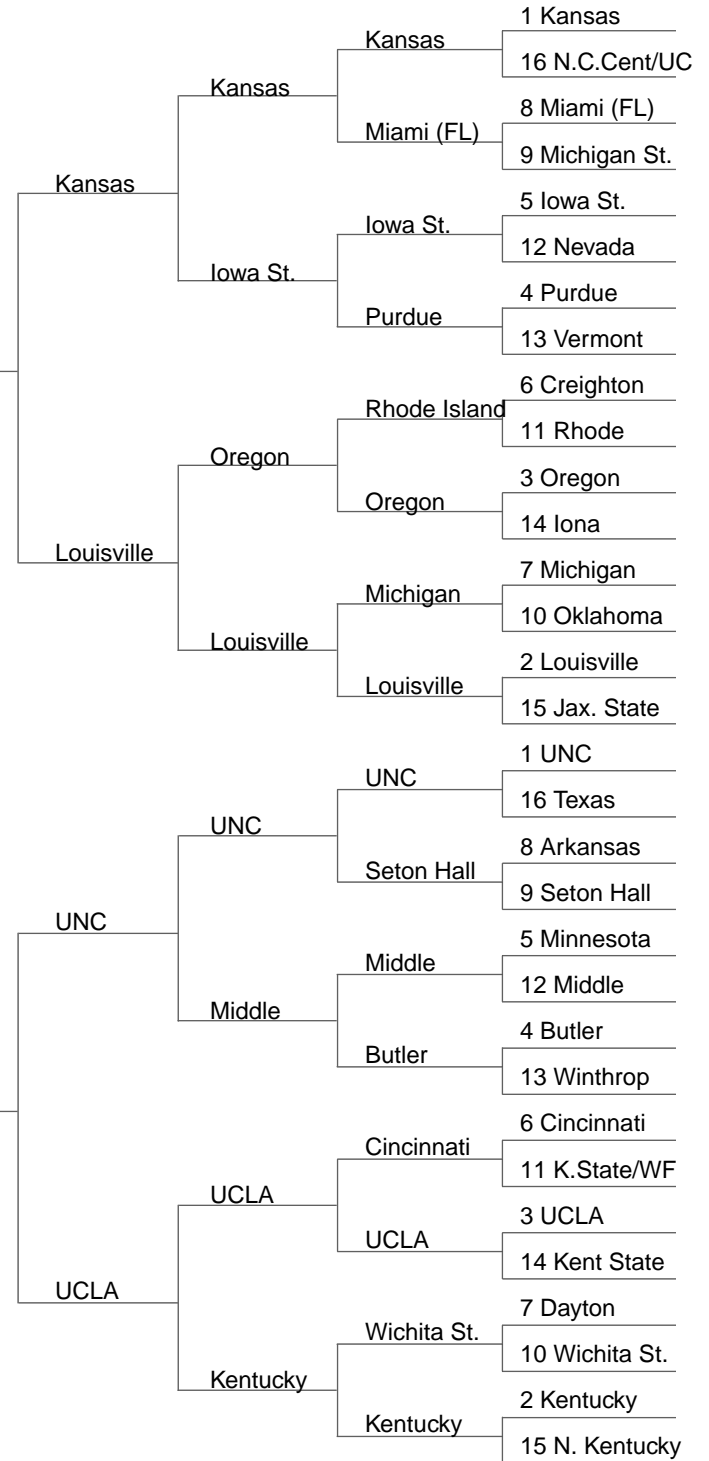 1 Kansas
Kansas
16 N.C.Cent/UC
Kansas
8 Miami (FL)
Miami (FL)
9 Michigan St.
Kansas
5 Iowa St.
Iowa St.
12 Nevada
Iowa St.
4 Purdue
Purdue
13 Vermont
6 Creighton
Rhode Island
11 Rhode
Oregon
3 Oregon
Oregon
14 Iona
Louisville
7 Michigan
Michigan
10 Oklahoma
Louisville
2 Louisville
Louisville
15 Jax. State
1 UNC
UNC
16 Texas
UNC
8 Arkansas
Seton Hall
9 Seton Hall
UNC
5 Minnesota
Middle
12 Middle
Middle
4 Butler
Butler
13 Winthrop
6 Cincinnati
Cincinnati
11 K.State/WF
UCLA
3 UCLA
UCLA
14 Kent State
UCLA
7 Dayton
Wichita St.
10 Wichita St.
Kentucky
2 Kentucky
Kentucky
15 N. Kentucky